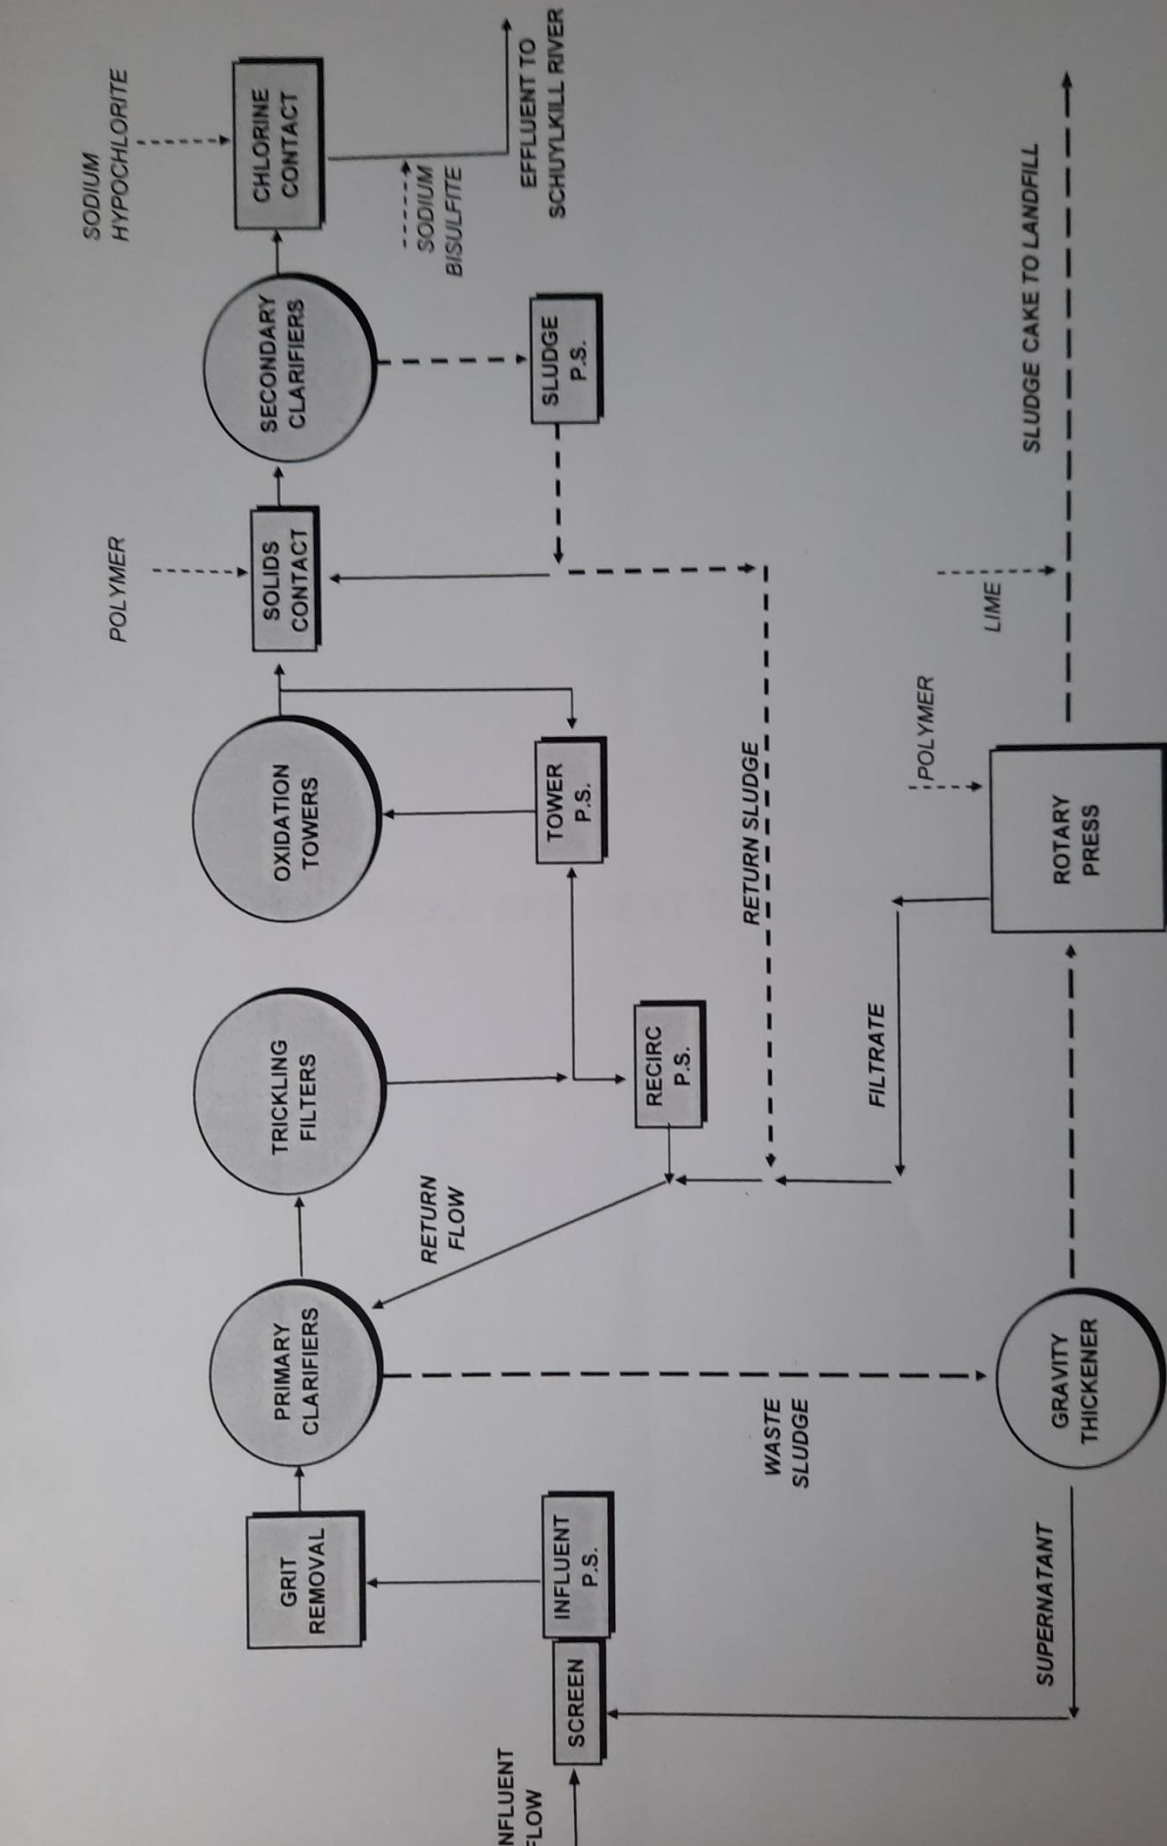 SODIUM
HYPOCHLORITE
CHLORINE
CONTACT
SODIUM
BISULFITE
EFFLUENT TO
SCHUYLKILL RIVER
SECONDARY
CLARIFIERS
SLUDGE
P.S.
POLYMER
SOLIDS
CONTACT
OXIDATION
TOWERS
TOWER
P.S.
TRICKLING
FILTERS
RECIRC
P.S.
RETURN
FLOW
PRIMARY
CLARIFIERS
GRIT
REMOVAL
INFLUENT
P.S.
SCREEN
NFLUENT
FLOW
WASTE
SLUDGE
RETURN SLUDGE
FILTRATE
SUPERNATANT
GRAVITY
THICKENER
ROTARY
PRESS
POLYMER
LIME
SLUDGE CAKE TO LANDFILL